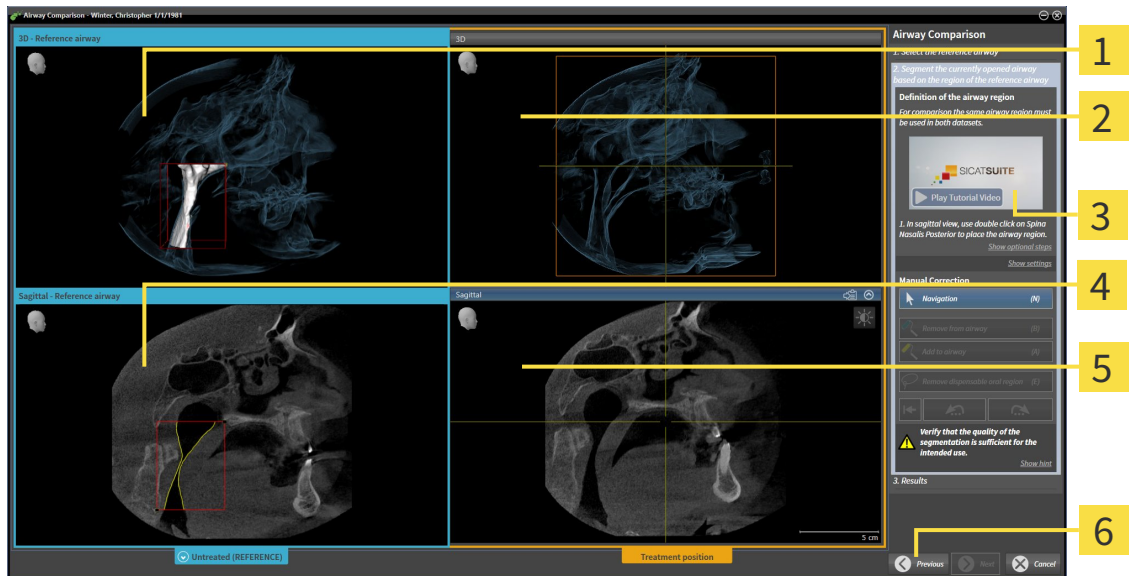 Airway Comparison - Winter, Christopher 1/1/1981
3D - Reference airway
3D
Airway Comparison
1. Select the reference airway
2. Segment the currently opened airway
based on the region of the reference airway
Definition of the airway region
For comparison the same airway region must
be used in both datasets.
SICATSUITE
Play Tutorial Video
1. In sagittal view, use double click on Spina
Nasalis Posterior to place the airway region.
Show optional steps
Show settings
Sagittal - Reference airway
Sagittal
Manual Correction
Navigation (N)
Remove from airway (R)
Add to airway (A)
Remove dispensable end region (E)
Verify that the quality of the
segmentation is sufficient for the
intended use.
Show hint
3. Results
5 cm
Untreated (REFERENCE)
Treatment position
Previous
Next
Cancel
1
2
3
4
5
6